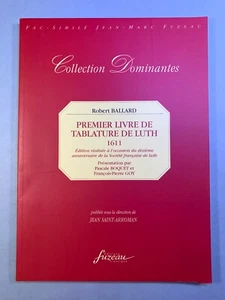 FAC-SIMILÉ JEAN-MARC FUZEAU
Collection Dominantes
Robert BALLARD
PREMIER LIVRE DE
TABLATURE DE LUTH
1611
Édition réalisée à l'occasion du dixième
anniversaire de la Société française de luth
Présentation par
Pascale BOQUET et
François-Pierre GOY
publiée sous la direction de
JEAN SAINT-ARROMAN
fuzeau